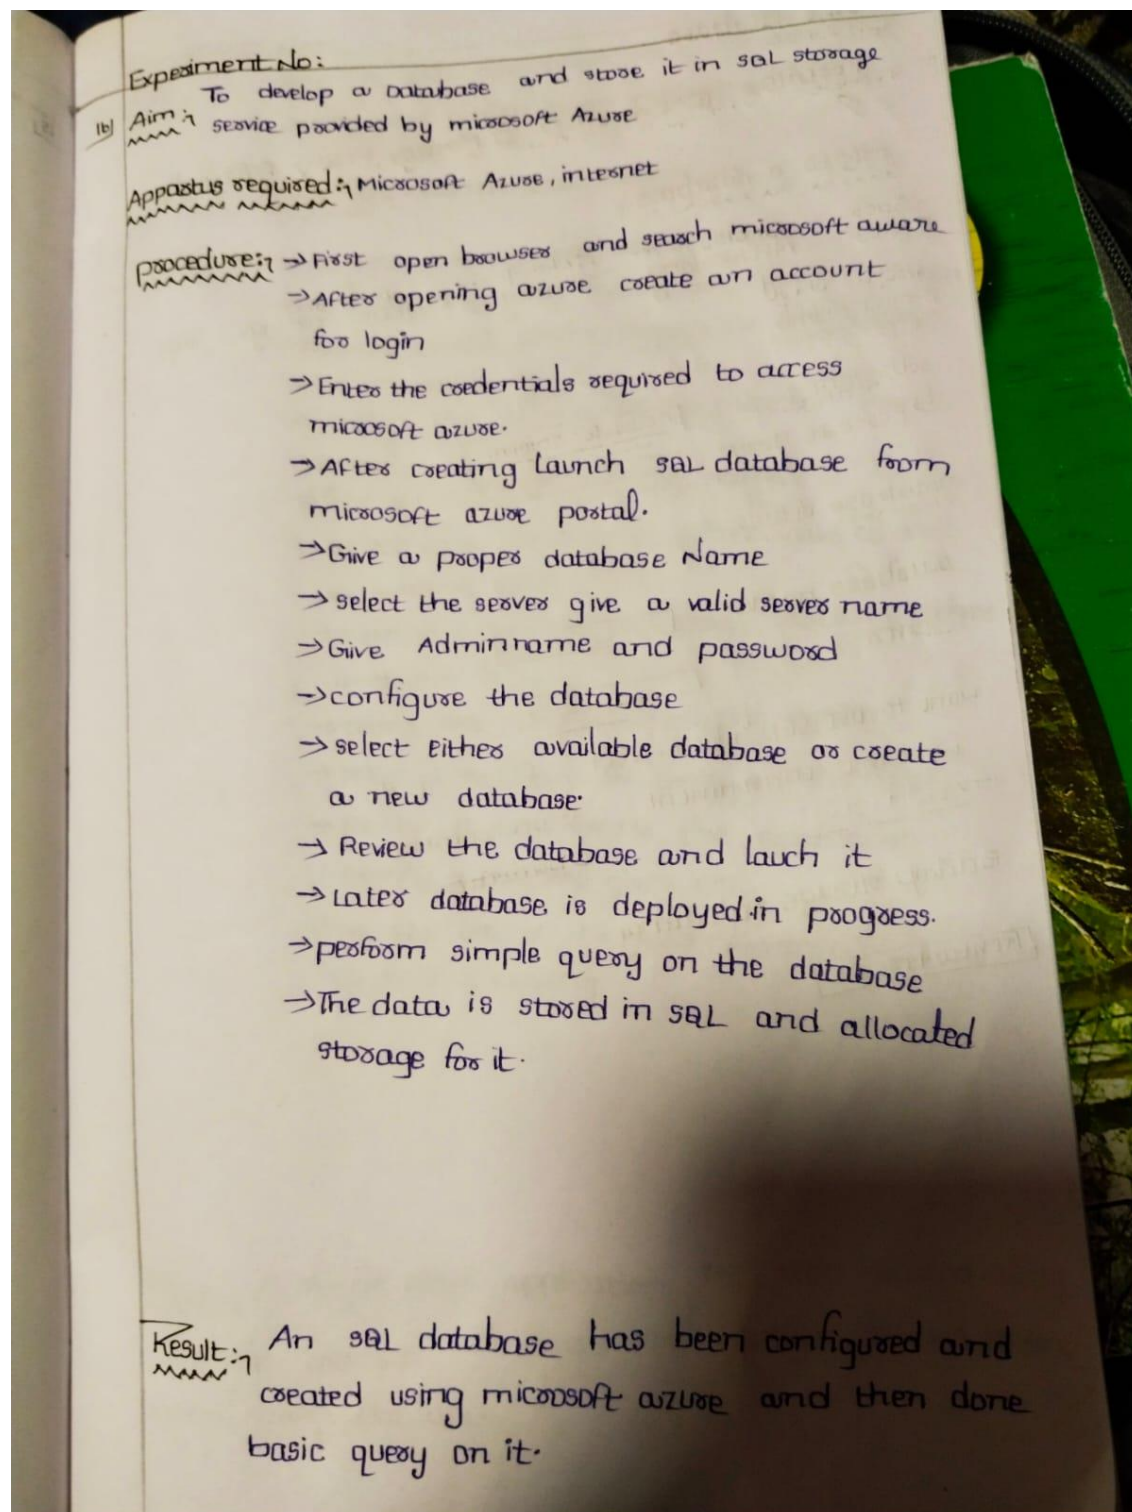 Experiment No:
16) Aim:- To develop a Database and store it in SQL storage
service provided by microsoft Azure
Appartus required:- Microsoft Azure, internet
procedure:- → First open browser and search microsoft aware
→ After opening azure create an account
for login
→ Enter the credentials required to access
microsoft azure.
→ After creating Launch SQL database from
microsoft azure portal.
→ Give a proper database Name
→ select the server give a valid server name
→ Give Admin name and password
→ configure the database
→ select Either available database or create
a new database.
→ Review the database and lauch it
→ Later database is deployed in progress.
→ perform simple query on the database
→ The data is stored in SQL and allocated
storage for it.
Result:- An SQL database has been configured and
created using microsoft azure and then done
basic query on it.